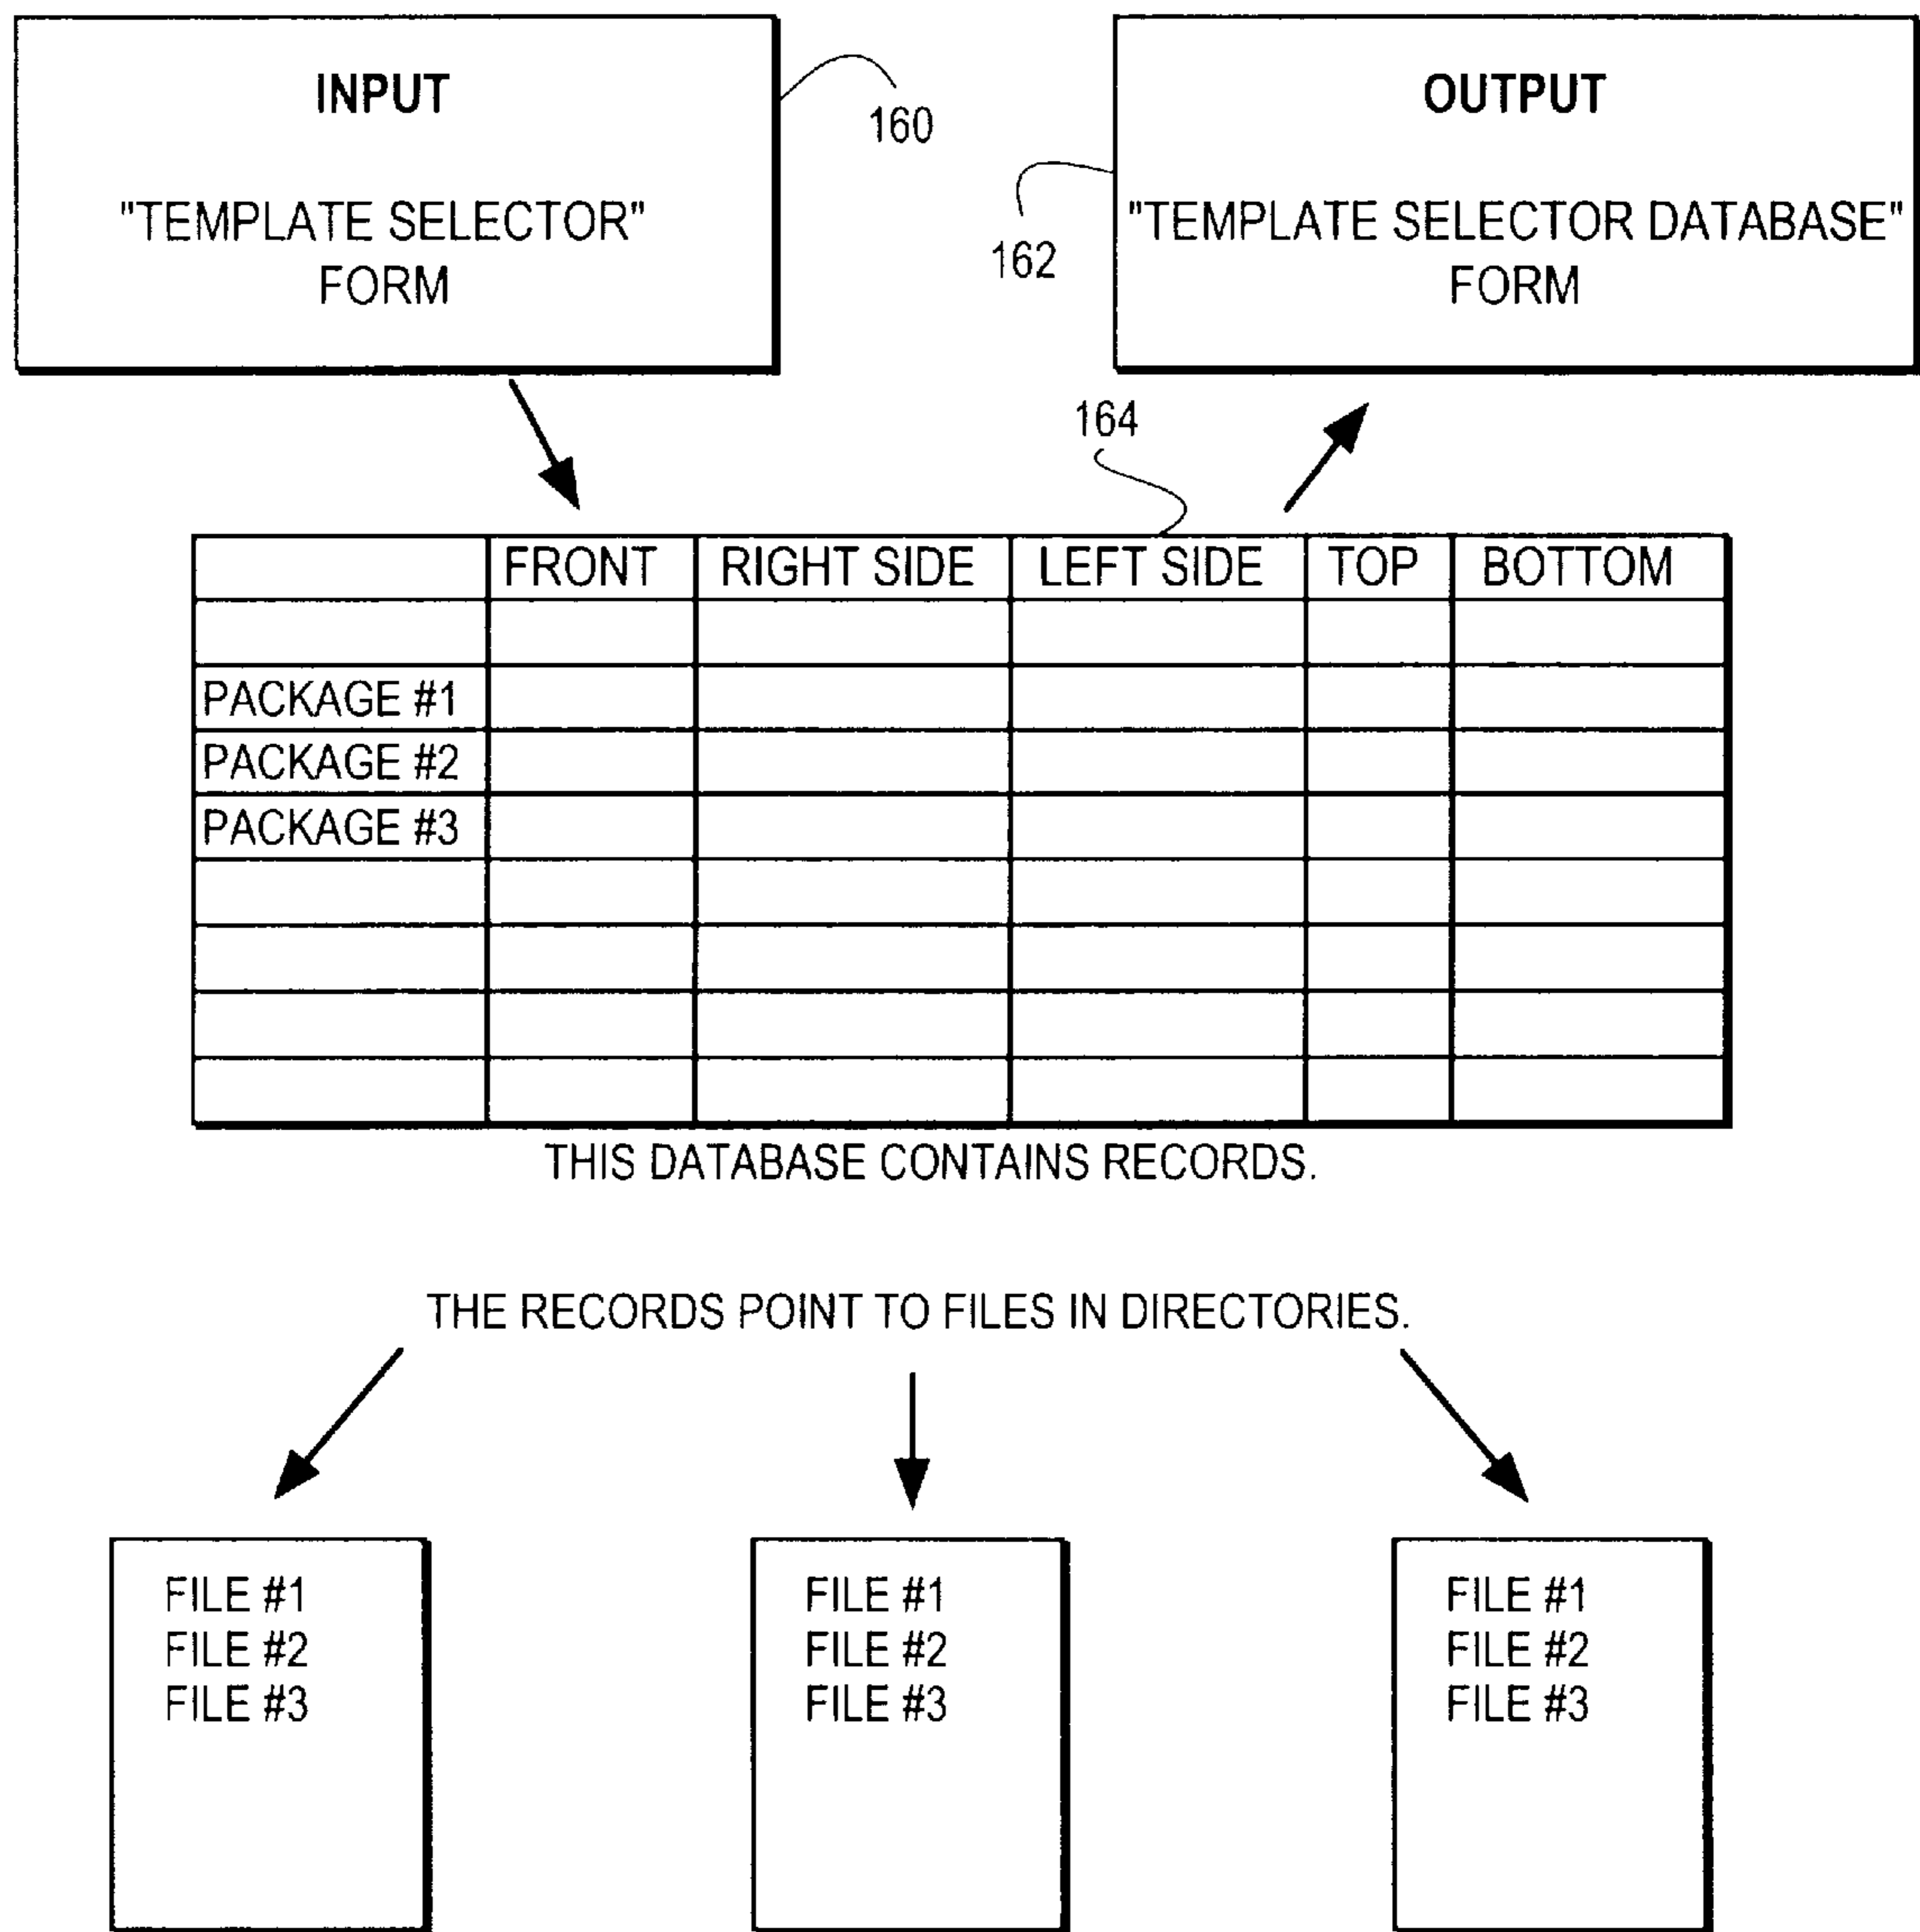 INPUT
"TEMPLATE SELECTOR"
FORM
160
OUTPUT
"TEMPLATE SELECTOR DATABASE"
FORM
162
164
FRONT RIGHT SIDE LEFT SIDE TOP BOTTOM
PACKAGE #1
PACKAGE #2
PACKAGE #3
THIS DATABASE CONTAINS RECORDS.
THE RECORDS POINT TO FILES IN DIRECTORIES.
FILE #1
FILE #2
FILE #3
FILE #1
FILE #2
FILE #3
FILE #1
FILE #2
FILE #3